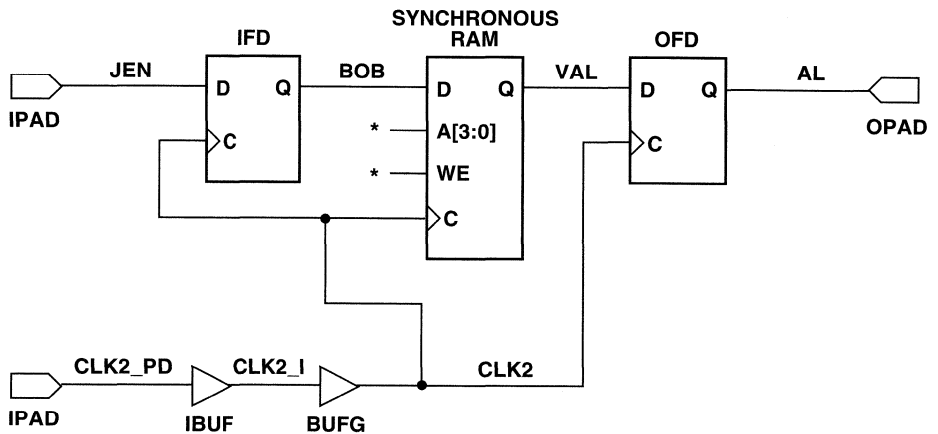 SYNCHRONOUS
IFD RAM OFD
JEN BOB VAL AL
D Q D Q D Q
IPAD * A[3:0] OPAD
C C
* WE
C
CLK2_PD CLK2_I CLK2
IPAD IBUF BUFG